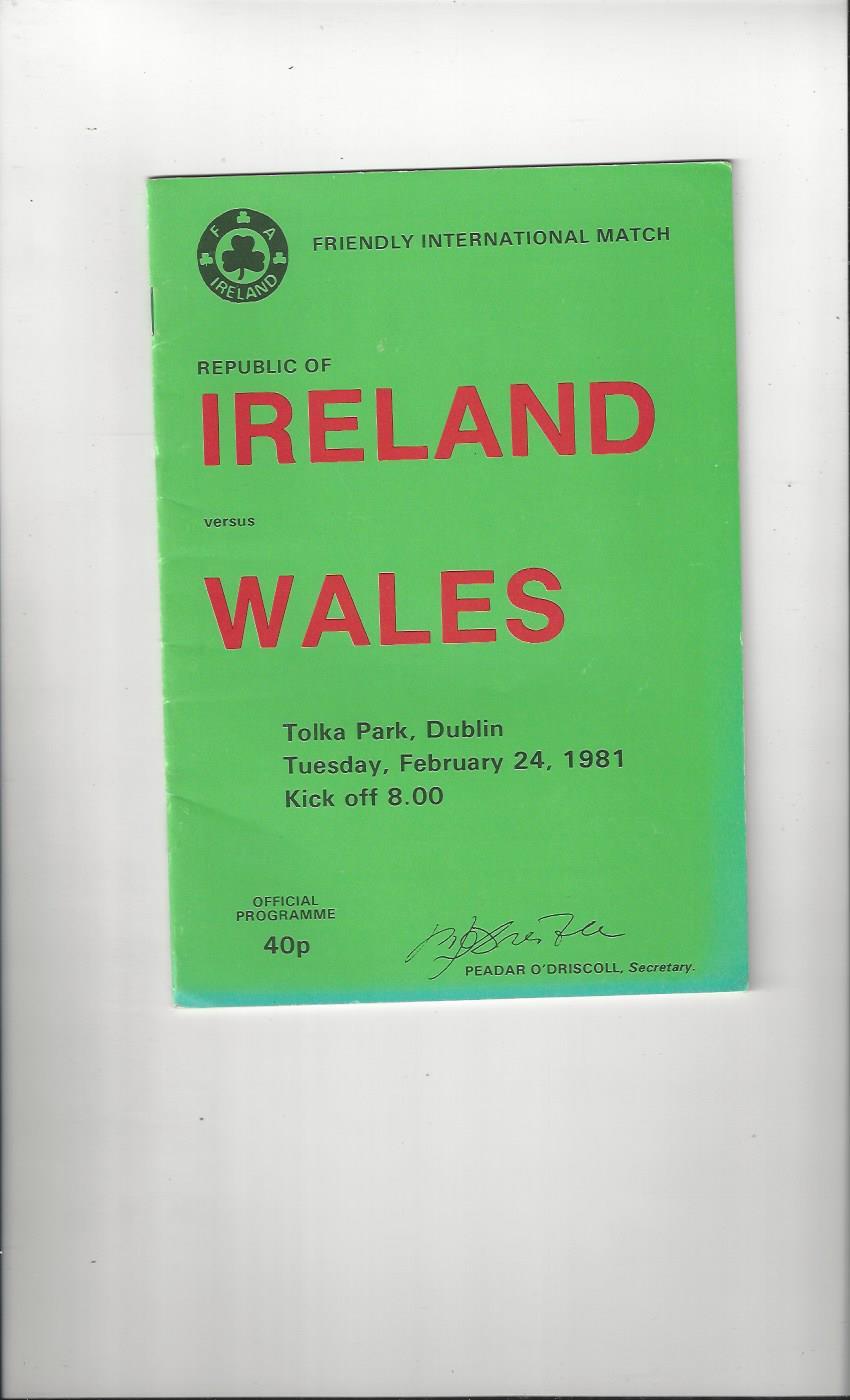 F A
IRELAND
FRIENDLY INTERNATIONAL MATCH
REPUBLIC OF
IRELAND
versus
WALES
Tolka Park, Dublin
Tuesday, February 24, 1981
Kick off 8.00
OFFICIAL
PROGRAMME
40p
PEADAR O'DRISCOLL, Secretary.